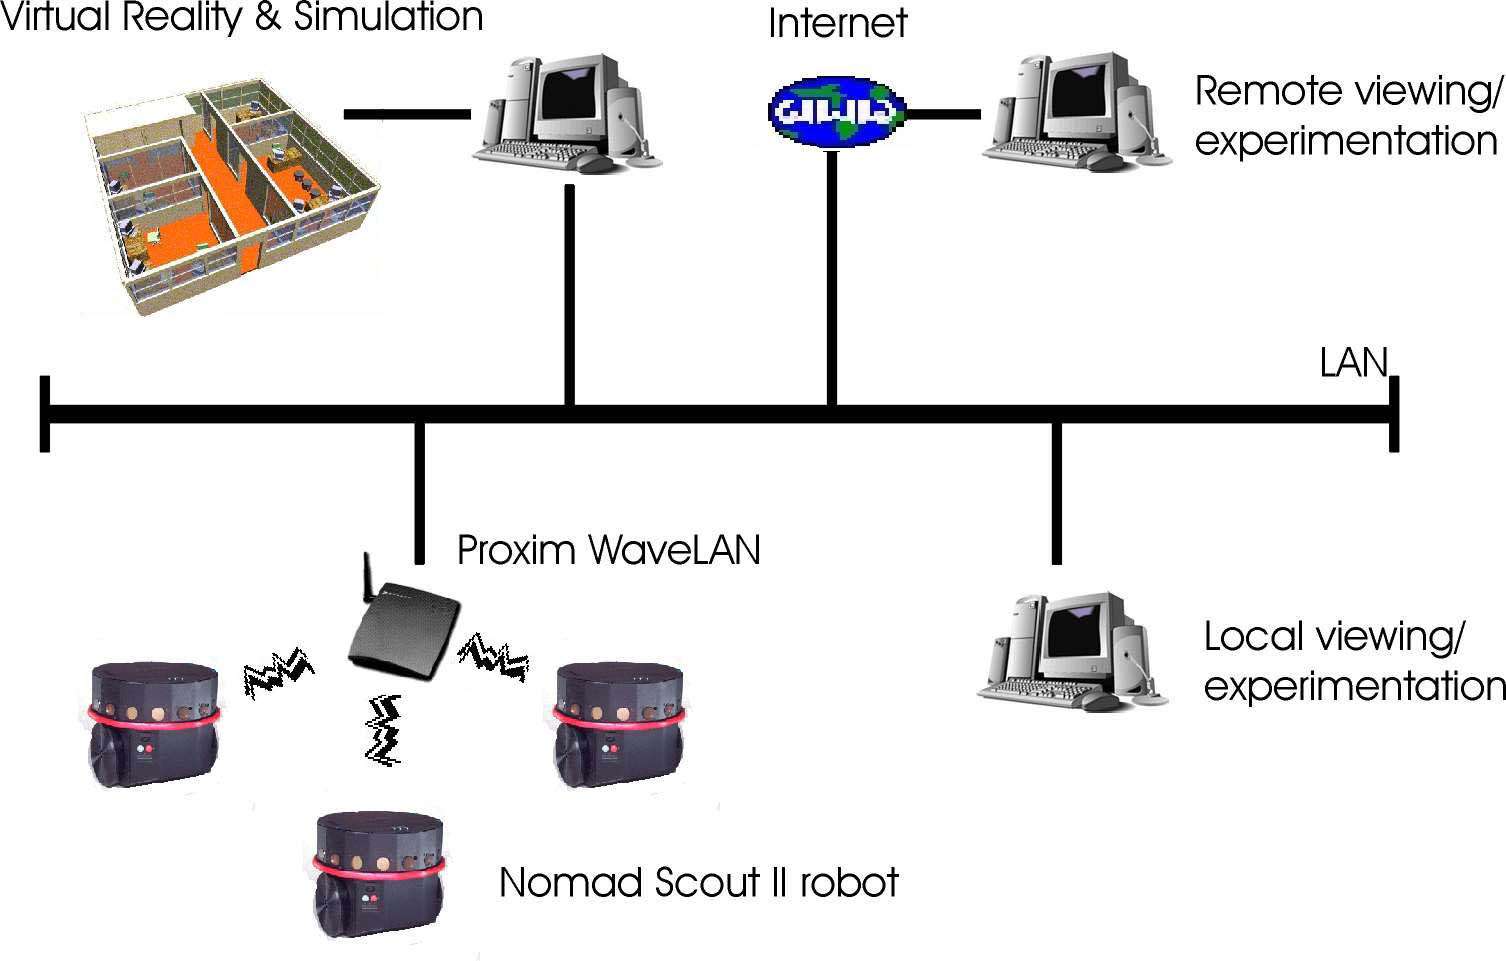 Virtual Reality & Simulation
Internet
Remote viewing/
experimentation
LAN
Proxim WaveLAN
Local viewing/
experimentation
Nomad Scout II robot